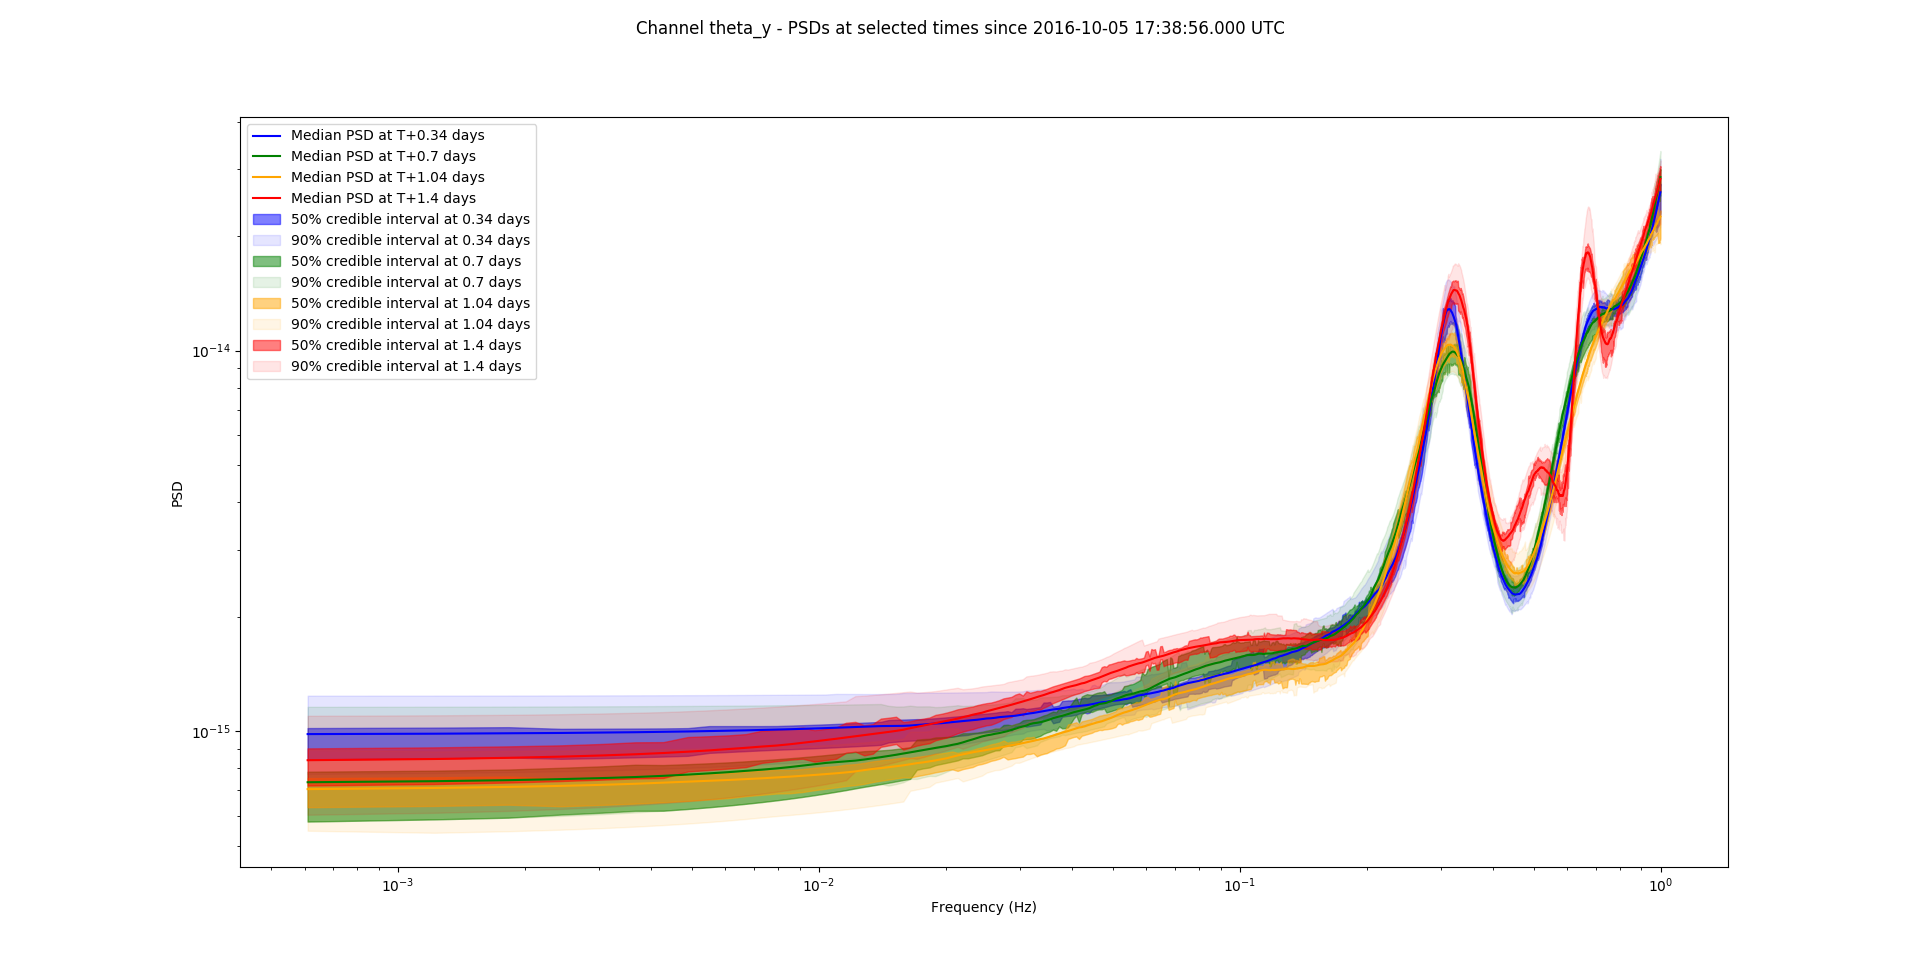 Channel theta_y - PSDs at selected times since 2016-10-05 17:38:56.000 UTC
Median PSD at T+0.34 days
Median PSD at T+0.7 days
Median PSD at T+1.04 days
Median PSD at T+1.4 days
50% credible interval at 0.34 days
90% credible interval at 0.34 days
50% credible interval at 0.7 days
90% credible interval at 0.7 days
50% credible interval at 1.04 days
90% credible interval at 1.04 days
50% credible interval at 1.4 days
90% credible interval at 1.4 days
PSD
10⁻¹⁴
10⁻¹⁵
10⁻³ 10⁻² 10⁻¹ 10⁰
Frequency (Hz)